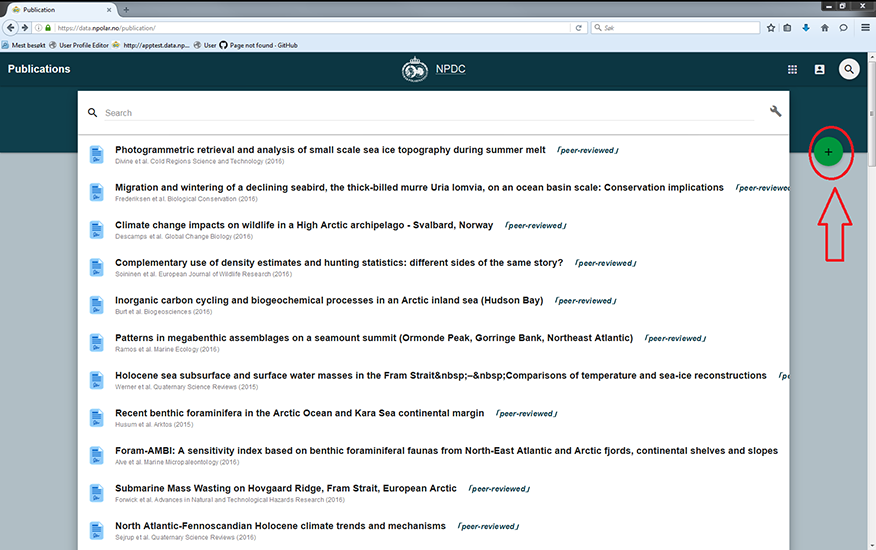 Publication
https://data.npolar.no/publication/
Søk
Mest besøkt
User Profile Editor
http://apptest.data.np...
User
Page not found · GitHub
Publications
NPDC
Search
Photogrammetric retrieval and analysis of small scale sea ice topography during summer melt 「peer-reviewed」
Divine et al. Cold Regions Science and Technology (2016)
Migration and wintering of a declining seabird, the thick-billed murre Uria lomvia, on an ocean basin scale: Conservation implications 「peer-reviewed
Frederiksen et al. Biological Conservation (2016)
Climate change impacts on wildlife in a High Arctic archipelago - Svalbard, Norway 「peer-reviewed」
Descamps et al. Global Change Biology (2016)
Complementary use of density estimates and hunting statistics: different sides of the same story? 「peer-reviewed」
Soininen et al. European Journal of Wildlife Research (2016)
Inorganic carbon cycling and biogeochemical processes in an Arctic inland sea (Hudson Bay) 「peer-reviewed」
Burt et al. Biogeosciences (2016)
Patterns in megabenthic assemblages on a seamount summit (Ormonde Peak, Gorringe Bank, Northeast Atlantic) 「peer-reviewed」
Ramos et al. Marine Ecology (2016)
Holocene sea subsurface and surface water masses in the Fram Strait&nbsp;–&nbsp;Comparisons of temperature and sea-ice reconstructions 「pe
Werner et al. Quaternary Science Reviews (2015)
Recent benthic foraminifera in the Arctic Ocean and Kara Sea continental margin 「peer-reviewed」
Husum et al. Arktos (2015)
Foram-AMBI: A sensitivity index based on benthic foraminiferal faunas from North-East Atlantic and Arctic fjords, continental shelves and slopes
Alve et al. Marine Micropaleontology (2016)
Submarine Mass Wasting on Hovgaard Ridge, Fram Strait, European Arctic 「peer-reviewed」
Forwick et al. Advances in Natural and Technological Hazards Research (2016)
North Atlantic-Fennoscandian Holocene climate trends and mechanisms 「peer-reviewed」
Sejrup et al. Quaternary Science Reviews (2016)